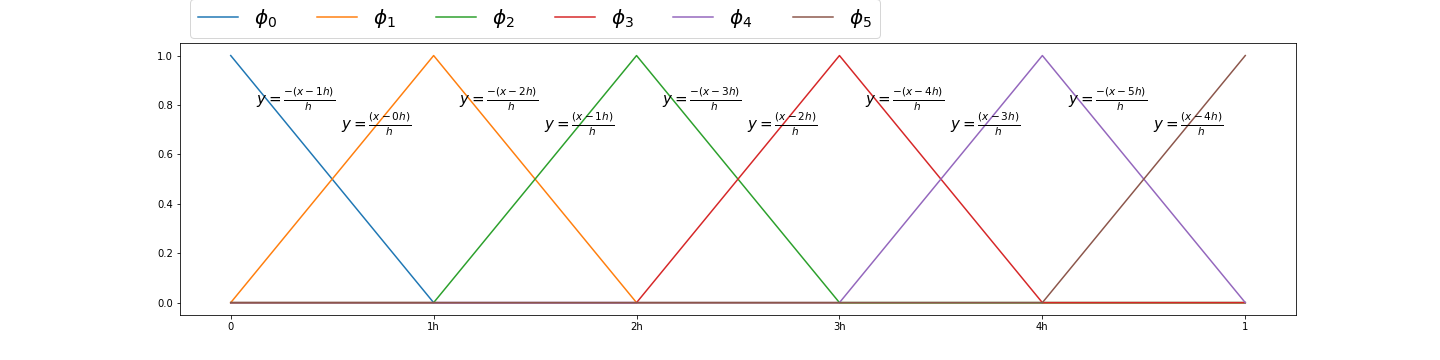 ϕ₀ ϕ₁ ϕ₂ ϕ₃ ϕ₄ ϕ₅
1.0
0.8
0.6
0.4
0.2
0.0
y = −(x − 1h)/h
y = (x − 0h)/h
y = −(x − 2h)/h
y = (x − 1h)/h
y = −(x − 3h)/h
y = (x − 2h)/h
y = −(x − 4h)/h
y = (x − 3h)/h
y = −(x − 5h)/h
y = (x − 4h)/h
0 1h 2h 3h 4h 1